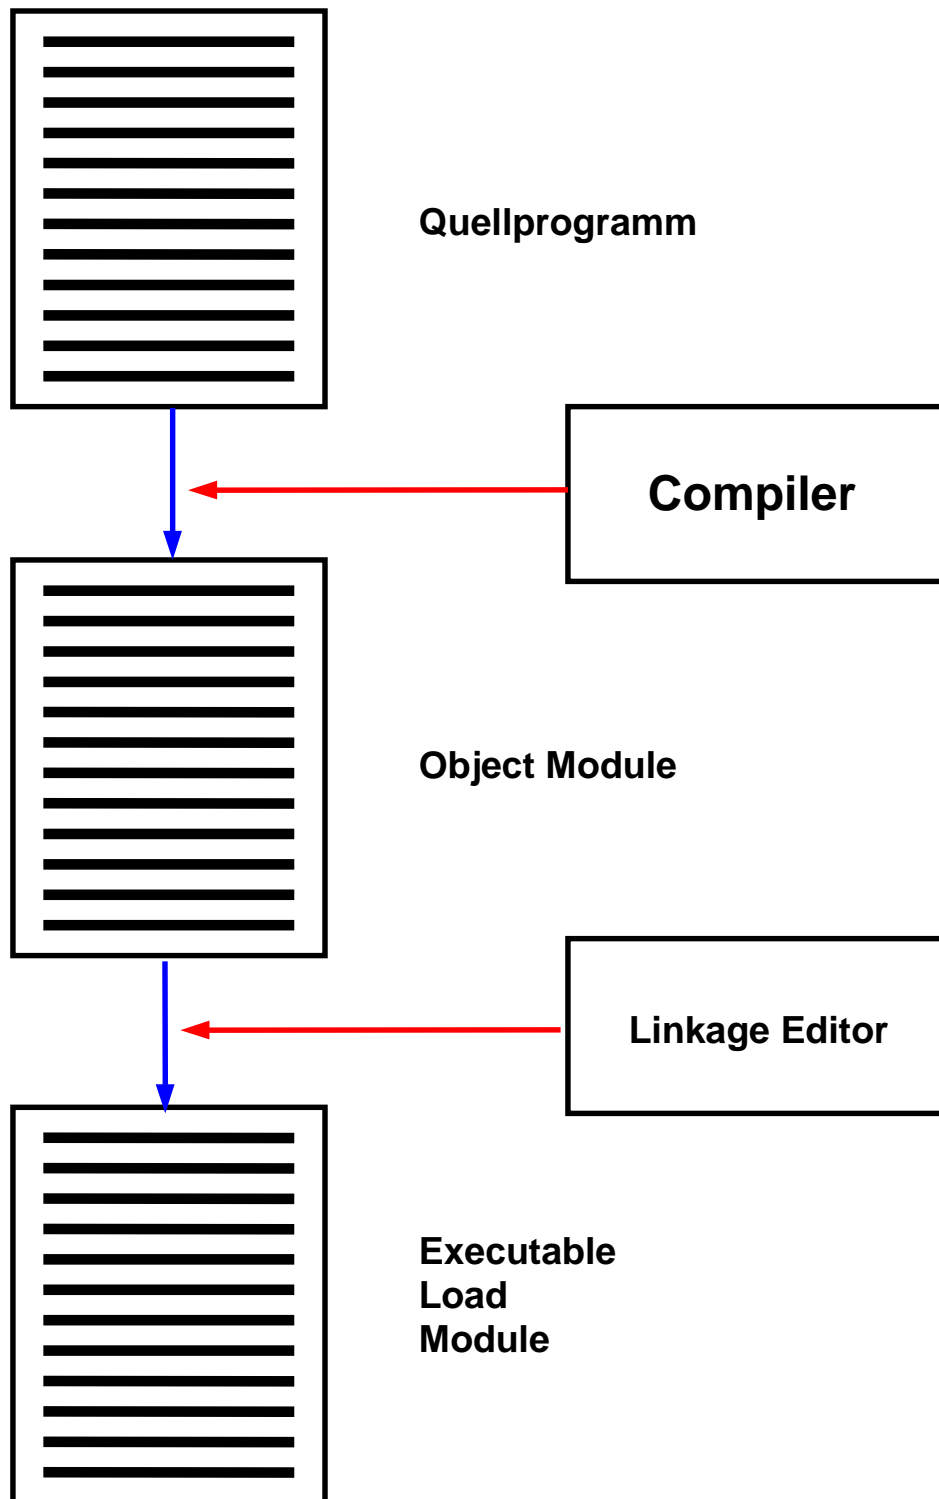 Quellprogramm
Compiler
Object Module
Linkage Editor
Executable
Load
Module